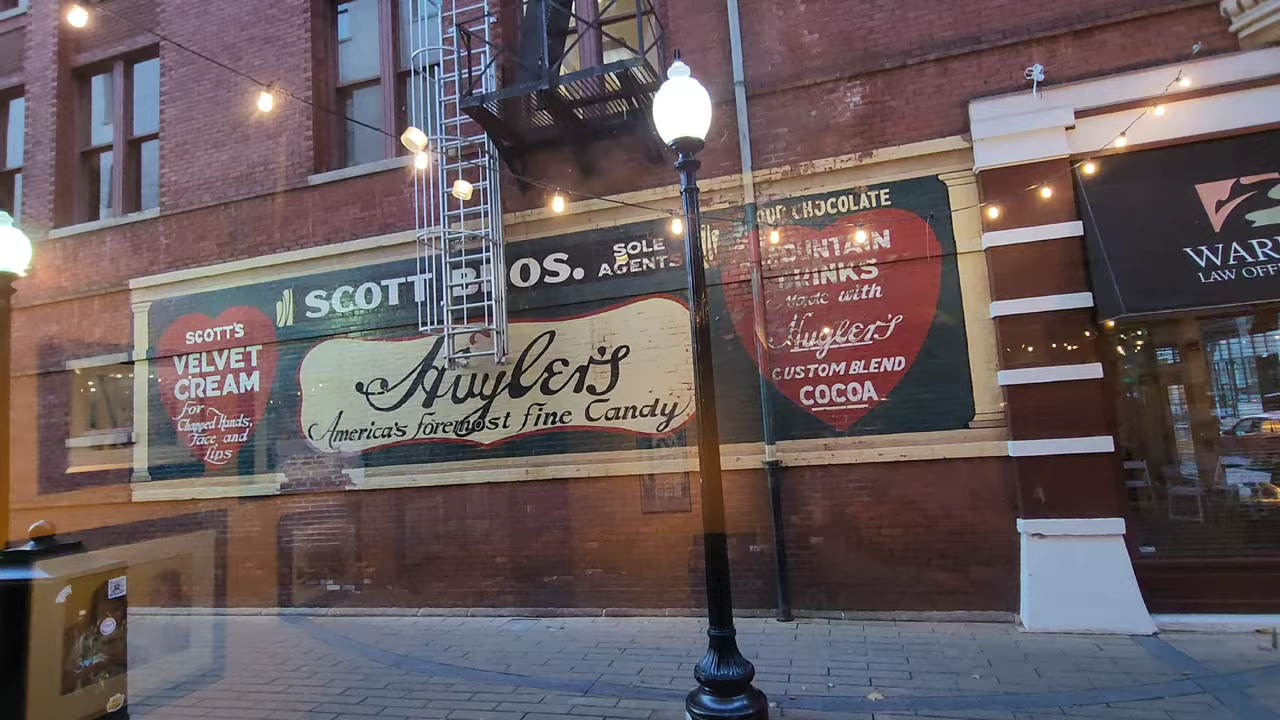 SCOTT'S
VELVET
CREAM
for
Chapped Hands,
Face and
Lips
SCOTT BROS.
SOLE
AGENTS
Huyler's
America's foremost fine Candy
OUR CHOCOLATE
FOUNTAIN
DRINKS
Made with
Huyler's
CUSTOM BLEND
COCOA
WAR
LAW OFF